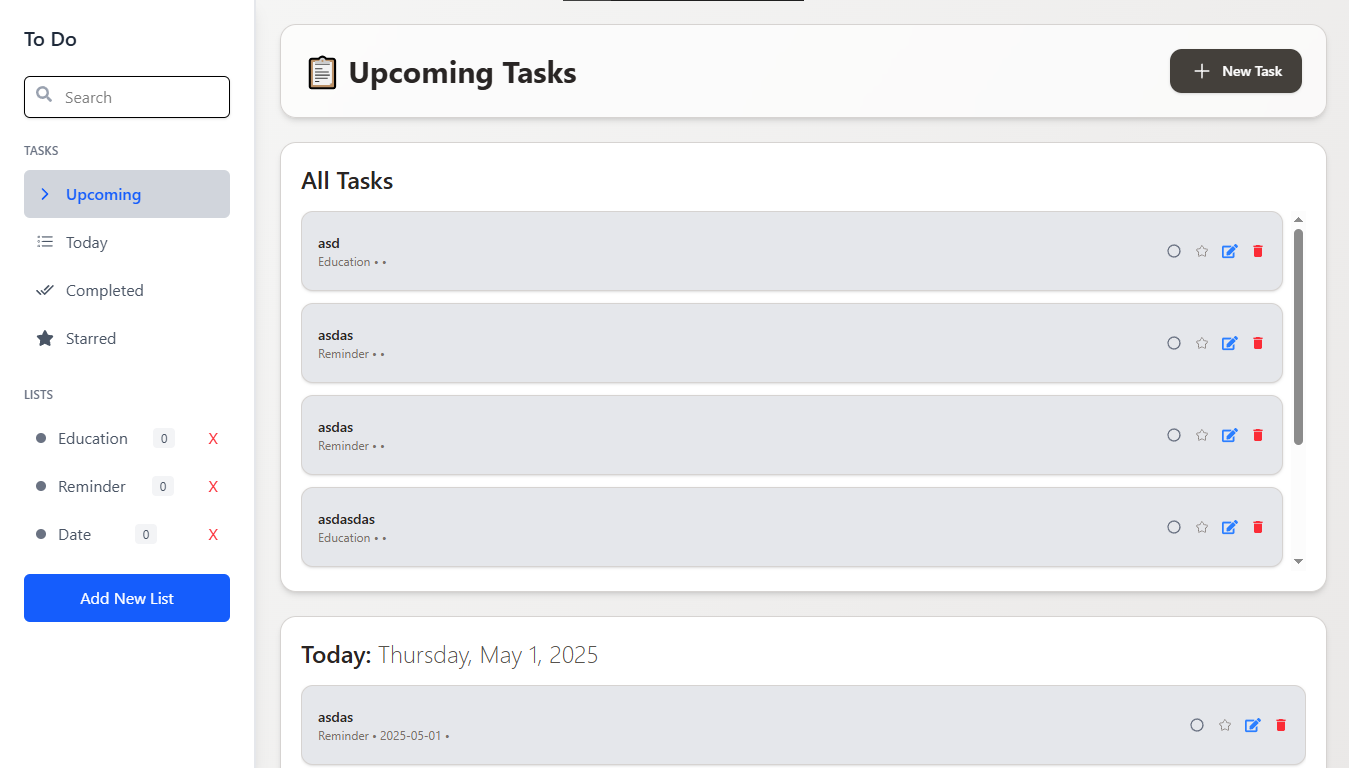 To Do
Search
TASKS
Upcoming
Today
Completed
Starred
LISTS
Education 0 X
Reminder 0 X
Date 0 X
Add New List
Upcoming Tasks
New Task
All Tasks
asd
Education • •
asdas
Reminder • •
asdas
Reminder • •
asdasdas
Education • •
Today: Thursday, May 1, 2025
asdas
Reminder • 2025-05-01 •